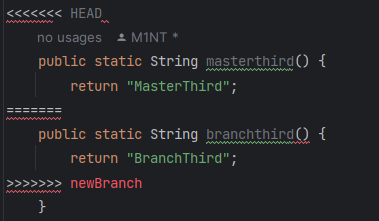 <<<<<<< HEAD
no usages M1NT *
public static String masterthird() {
return "MasterThird";
=======
public static String branchthird() {
return "BranchThird";
>>>>>>> newBranch
}